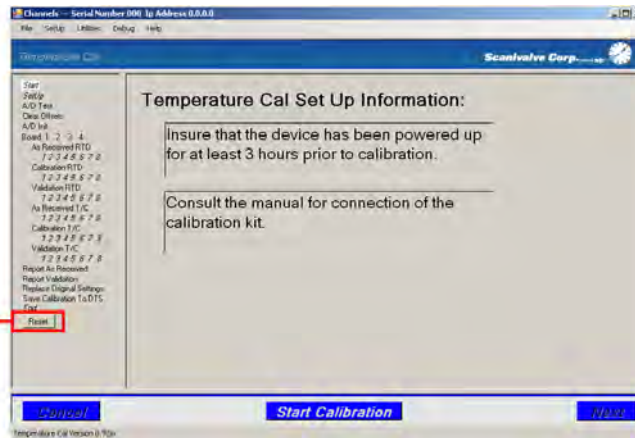 Channels -- Serial Number 000 Ip Address 0.0.0.0
File Setup Utilities Debug Help
Temperature Cal
Scanivalve Corp.
Start
SetUp
A/D Test
Clear Offsets
A/D Init
Board 1 2 3 4
As Received RTD
1 2 3 4 5 6 7 8
Calibration RTD
1 2 3 4 5 6 7 8
Validation RTD
1 2 3 4 5 6 7 8
As Received T/C
1 2 3 4 5 6 7 8
Calibration T/C
1 2 3 4 5 6 7 8
Validation T/C
1 2 3 4 5 6 7 8
Report As Received
Report Validation
Replace Original Settings
Save Calibration To DTS
End
Reset
Temperature Cal Set Up Information:
Insure that the device has been powered up
for at least 3 hours prior to calibration.
Consult the manual for connection of the
calibration kit.
Cancel
Start Calibration
Next
Temperature Cal Version